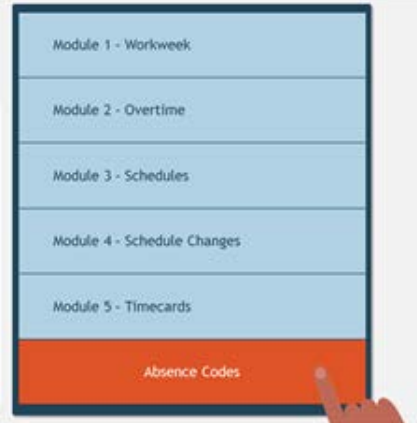 Module 1 - Workweek
Module 2 - Overtime
Module 3 - Schedules
Module 4 - Schedule Changes
Module 5 - Timecards
Absence Codes